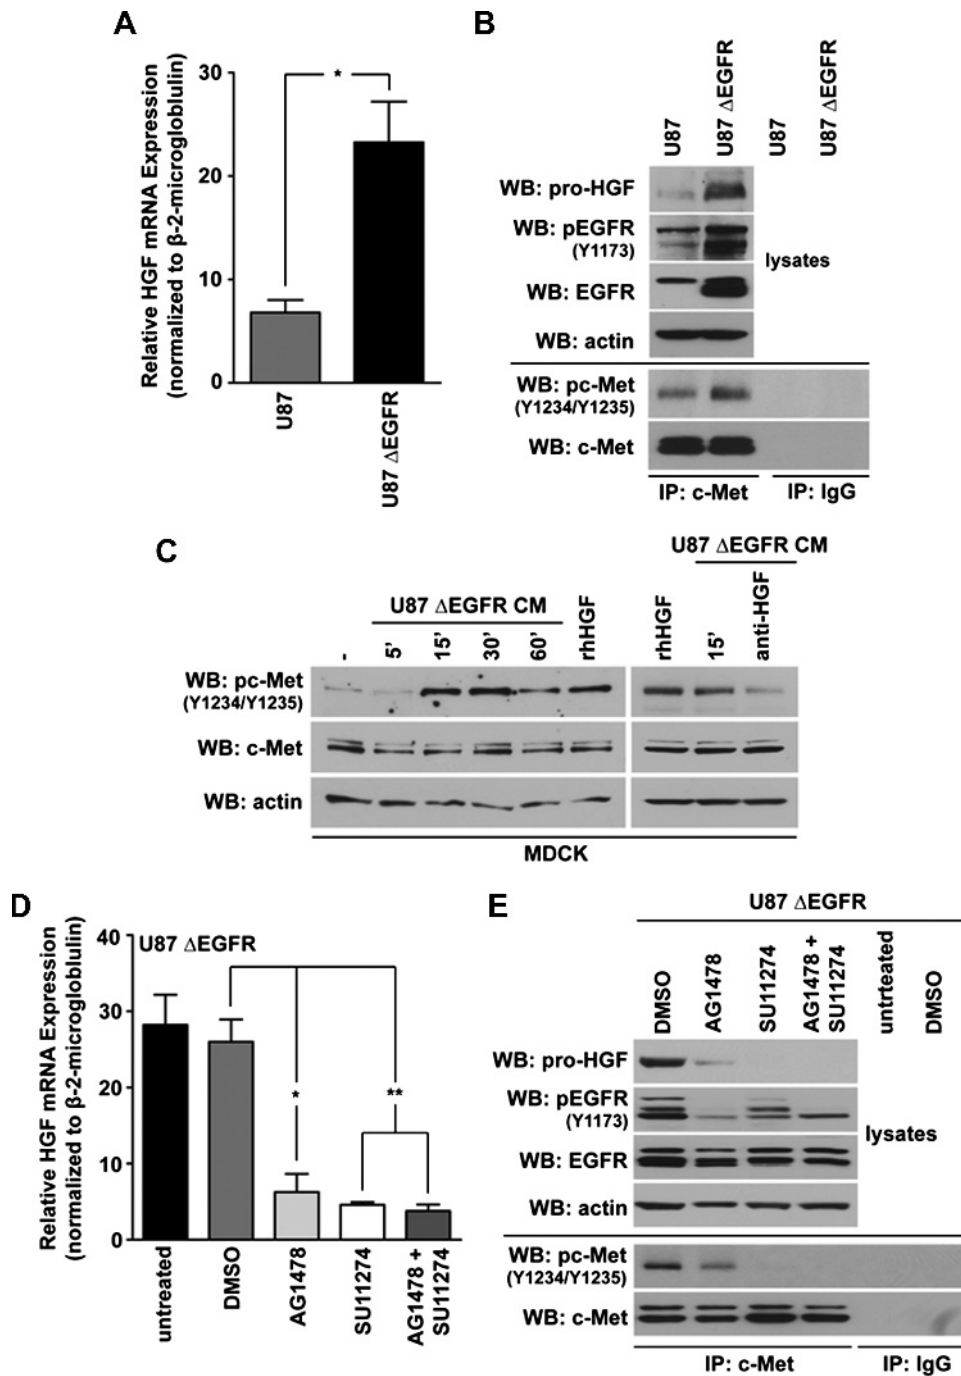 A
Relative HGF mRNA Expression
(normalized to β-2-microgloblulin)
30
20
10
0
*
U87
U87 ΔEGFR
B
U87
U87 ΔEGFR
U87
U87 ΔEGFR
WB: pro-HGF
WB: pEGFR
(Y1173)
lysates
WB: EGFR
WB: actin
WB: pc-Met
(Y1234/Y1235)
WB: c-Met
IP: c-Met
IP: IgG
C
U87 ΔEGFR CM
U87 ΔEGFR CM
-
5'
15'
30'
60'
rhHGF
rhHGF
15'
anti-HGF
WB: pc-Met
(Y1234/Y1235)
WB: c-Met
WB: actin
MDCK
D
Relative HGF mRNA Expression
(normalized to β-2-microgloblulin)
U87 ΔEGFR
40
30
20
10
0
*
**
untreated
DMSO
AG1478
SU11274
AG1478 +
SU11274
E
U87 ΔEGFR
DMSO
AG1478
SU11274
AG1478 +
SU11274
untrteated
DMSO
WB: pro-HGF
WB: pEGFR
(Y1173)
lysates
WB: EGFR
WB: actin
WB: pc-Met
(Y1234/Y1235)
WB: c-Met
IP: c-Met
IP: IgG